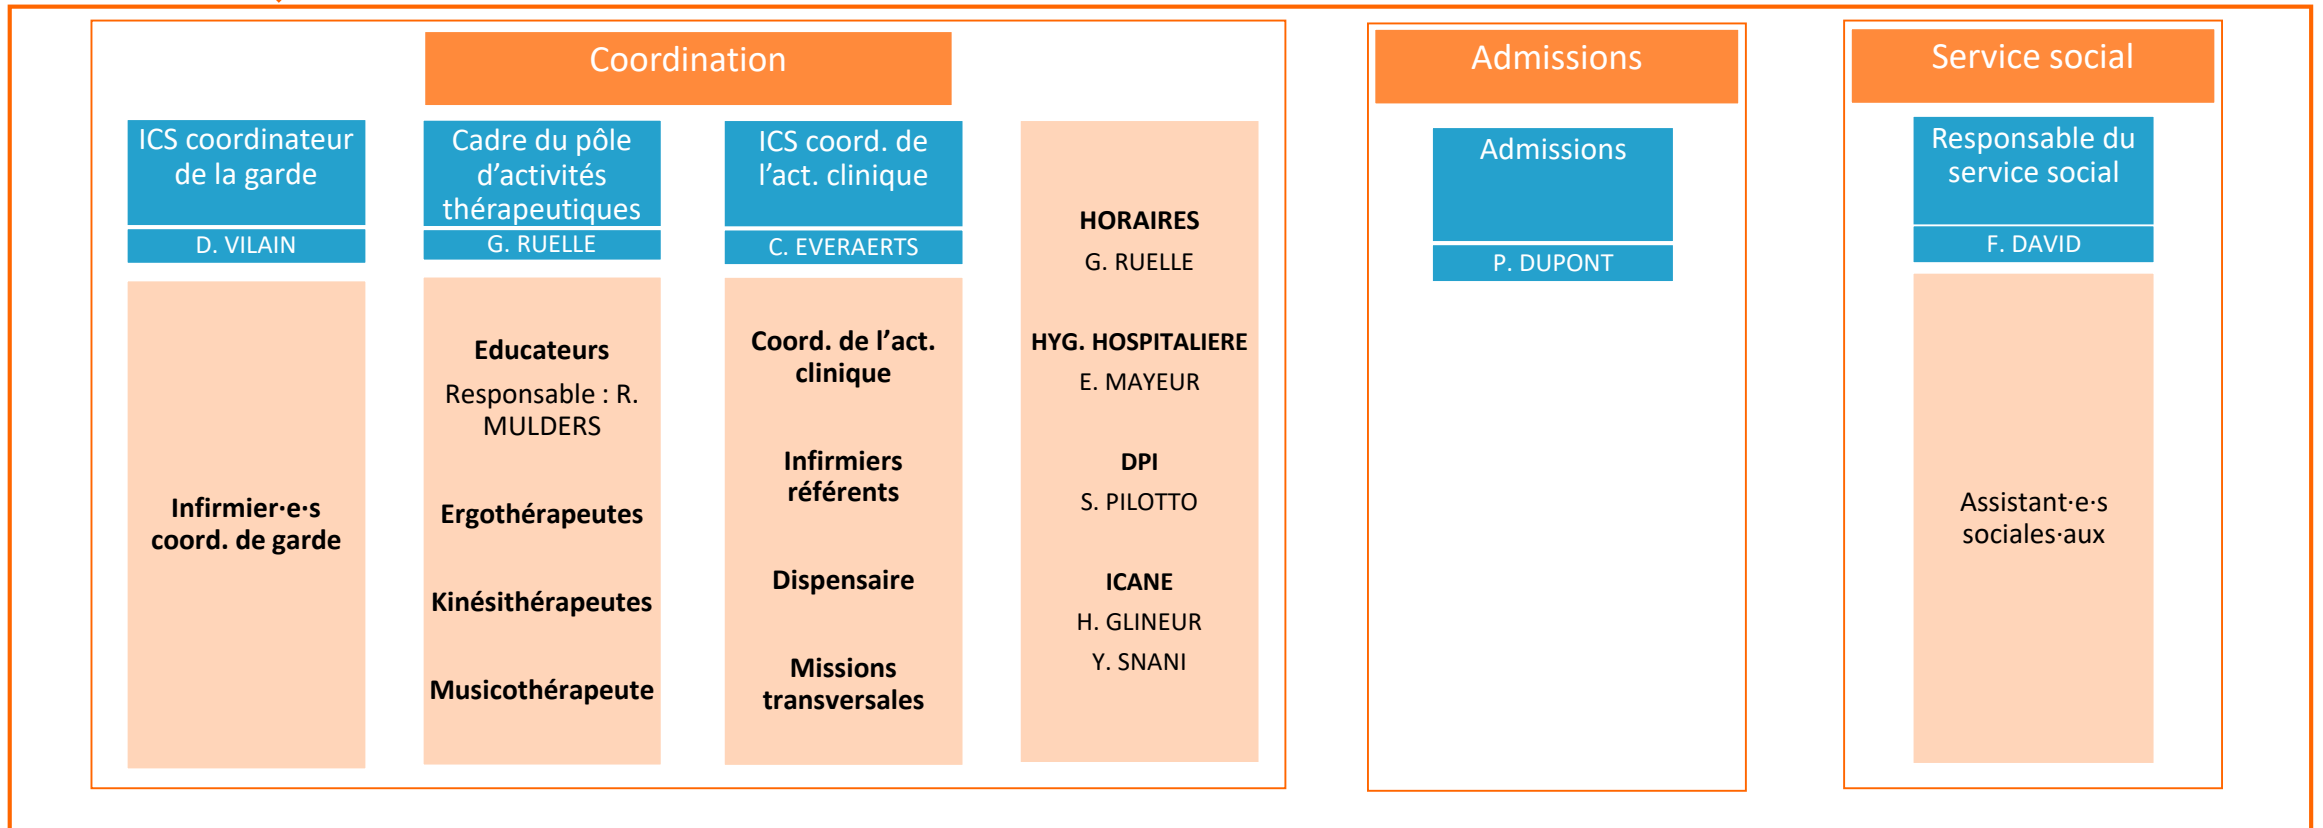 Coordination
ICS coordinateur
de la garde
D. VILAIN
Infirmier·e·s
coord. de garde
Cadre du pôle
d’activités
thérapeutiques
G. RUELLE
Educateurs
Responsable : R.
MULDERS
Ergothérapeutes
Kinésithérapeutes
Musicothérapeute
ICS coord. de
l’act. clinique
C. EVERAERTS
Coord. de l’act.
clinique
Infirmiers
référents
Dispensaire
Missions
transversales
HORAIRES
G. RUELLE
HYG. HOSPITALIERE
E. MAYEUR
DPI
S. PILOTTO
ICANE
H. GLINEUR
Y. SNANI
Admissions
Admissions
P. DUPONT
Service social
Responsable du
service social
F. DAVID
Assistant·e·s
sociales·aux